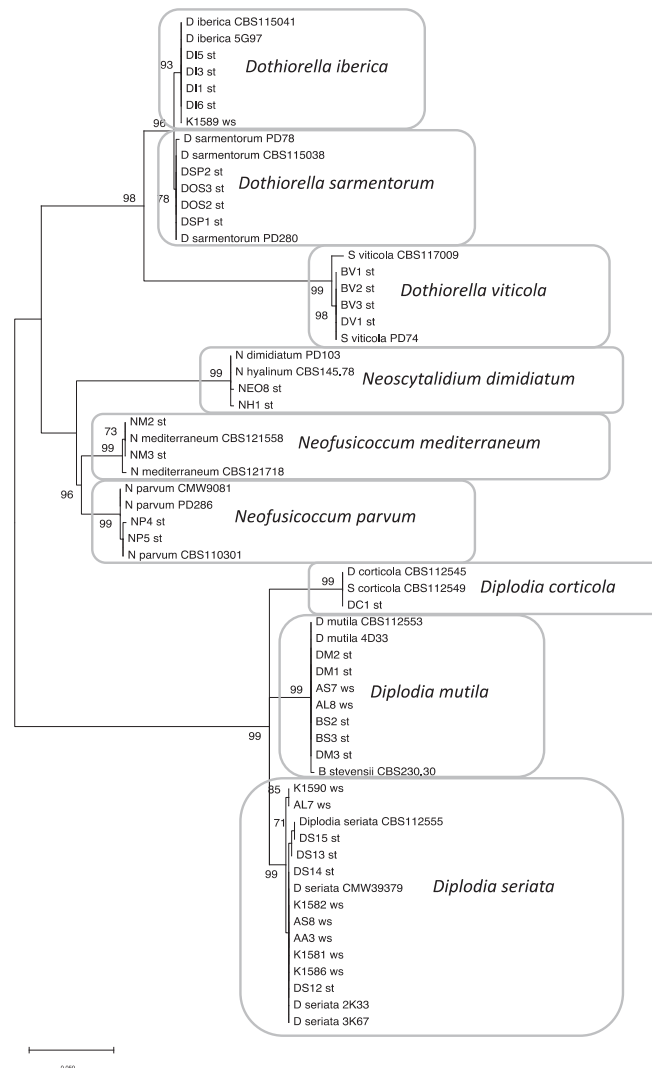 D iberica CBS115041
D iberica 5G97
93
DI5 st
DI3 st
Dothiorella iberica
DI1 st
DI6 st
K1589 ws
96
D sarmentorum PD78
D sarmentorum CBS115038
DSP2 st
Dothiorella sarmentorum
DOS3 st
98
78
DOS2 st
DSP1 st
D sarmentorum PD280
S viticola CBS117009
BV1 st
99
BV2 st
Dothiorella viticola
BV3 st
98
DV1 st
S viticola PD74
N dimidiatum PD103
99
N hyalinum CBS145.78
Neoscytalidium dimidiatum
NEO8 st
NH1 st
NM2 st
73
N mediterraneum CBS121558
Neofusicoccum mediterraneum
99
NM3 st
N mediterraneum CBS121718
96
N parvum CMW9081
N parvum PD286
Neofusicoccum parvum
99
NP4 st
NP5 st
N parvum CBS110301
D corticola CBS112545
99
S corticola CBS112549
Diplodia corticola
DC1 st
D mutila CBS112553
D mutila 4D33
DM2 st
DM1 st
99
AS7 ws
Diplodia mutila
AL8 ws
BS2 st
99
BS3 st
DM3 st
B stevensii CBS230.30
85
K1590 ws
AL7 ws
71
Diplodia seriata CBS112555
DS15 st
DS13 st
99
DS14 st
D seriata CMW39379
Diplodia seriata
K1582 ws
AS8 ws
AA3 ws
K1581 ws
K1586 ws
DS12 st
D seriata 2K33
D seriata 3K67